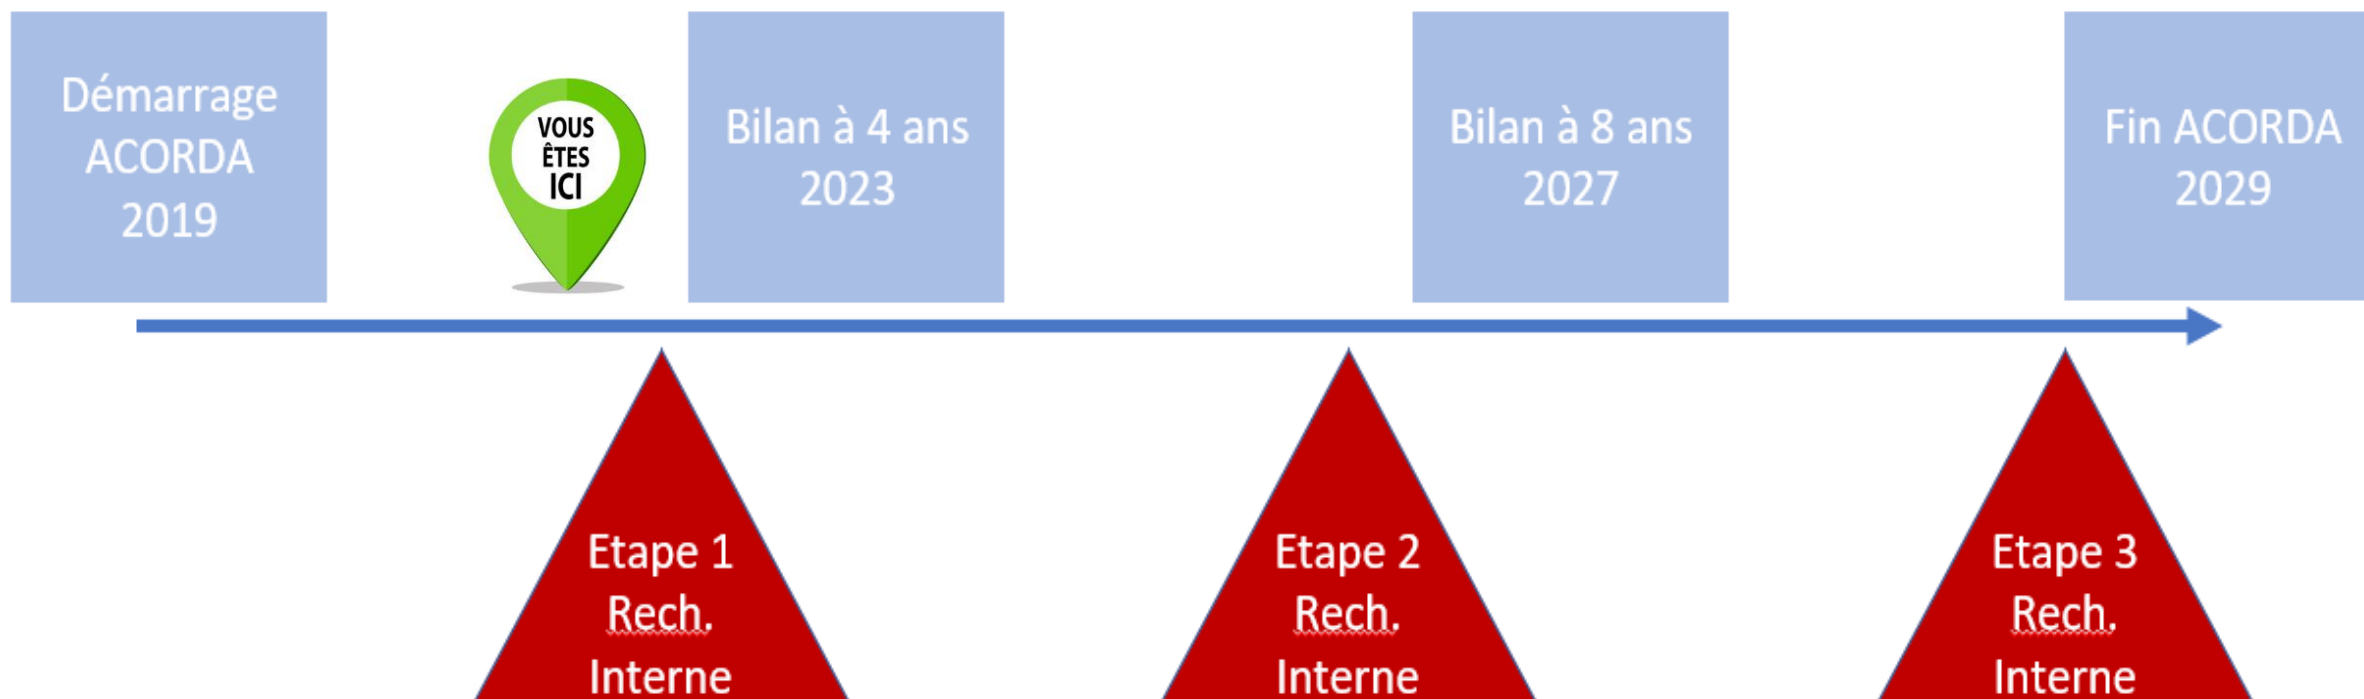 Démarrage
ACORDA
2019
VOUS
ÊTES
ICI
Bilan à 4 ans
2023
Bilan à 8 ans
2027
Fin ACORDA
2029
Etape 1
Rech.
Interne
Etape 2
Rech.
Interne
Etape 3
Rech.
Interne